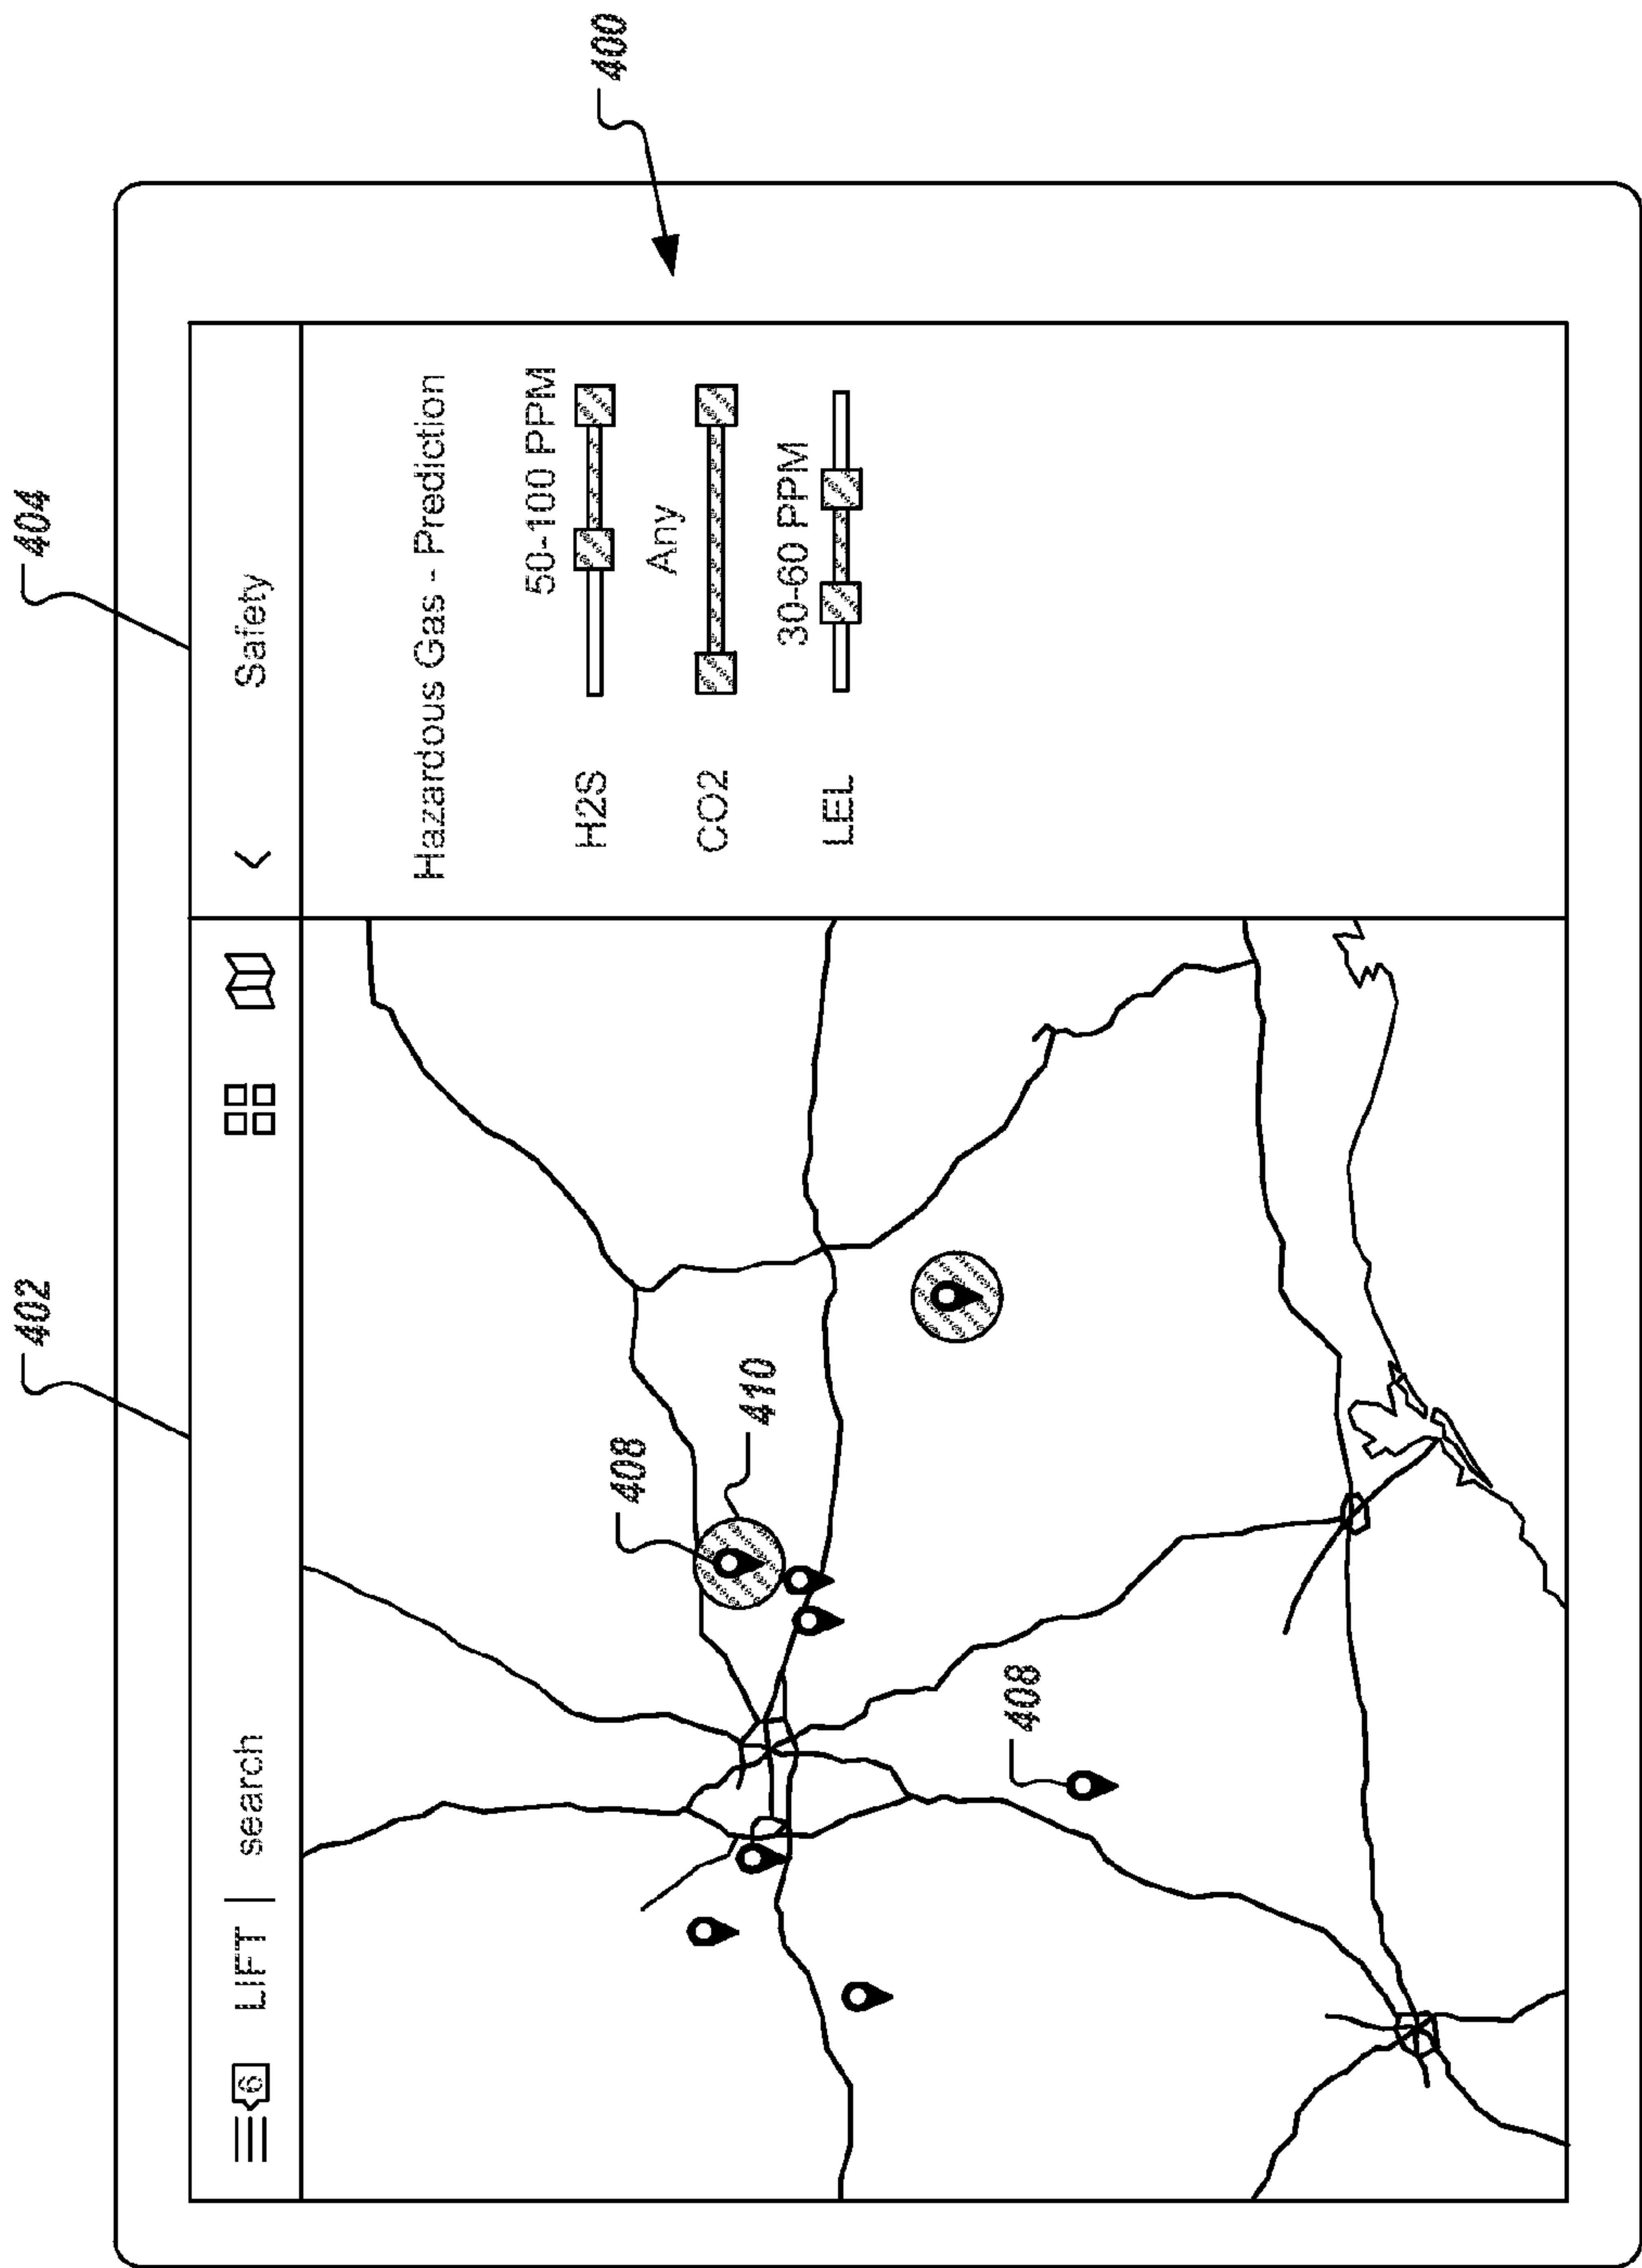 402
404
6 LIFT | search
< Safety
400
Hazardous Gas - Prediction
50-100 PPM
H2S
Any
CO2
30-60 PPM
LEL
408
410
408